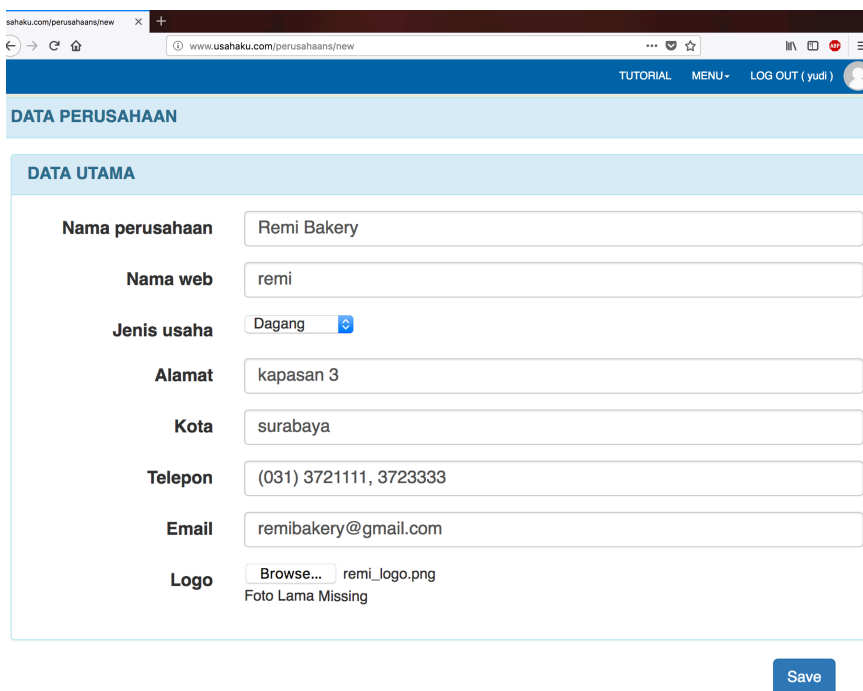 sahaku.com/perusahaans/new
www.usahaku.com/perusahaans/new
ABP
TUTORIAL MENU LOG OUT ( yudi )
DATA PERUSAHAAN
DATA UTAMA
Nama perusahaan Remi Bakery
Nama web remi
Jenis usaha Dagang
Alamat kapasan 3
Kota surabaya
Telepon (031) 3721111, 3723333
Email remibakery@gmail.com
Logo Browse... remi_logo.png
Foto Lama Missing
Save